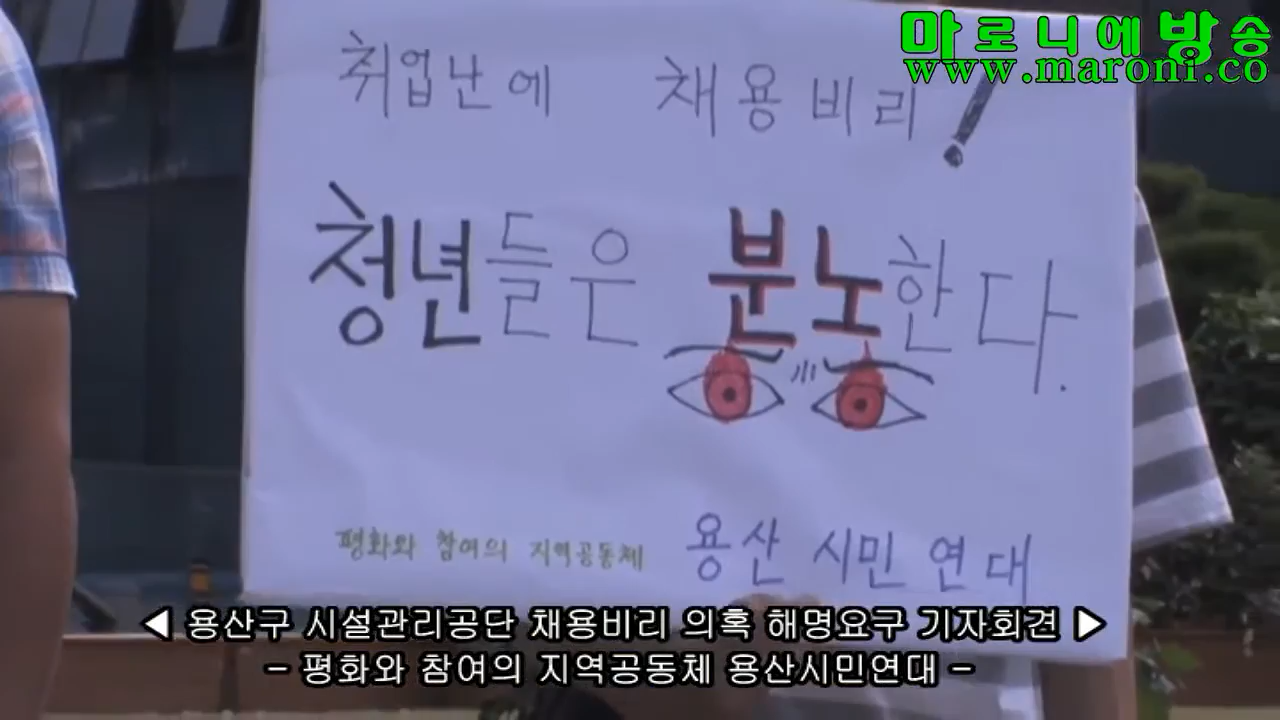 마로니에방송
www.maroni.co
취업난에 채용비리!
청년들은 분노한다.
평화와 참여의 지역공동체 용산 시민 연대
◀ 용산구 시설관리공단 채용비리 의혹 해명요구 기자회견 ▶
- 평화와 참여의 지역공동체 용산시민연대 -